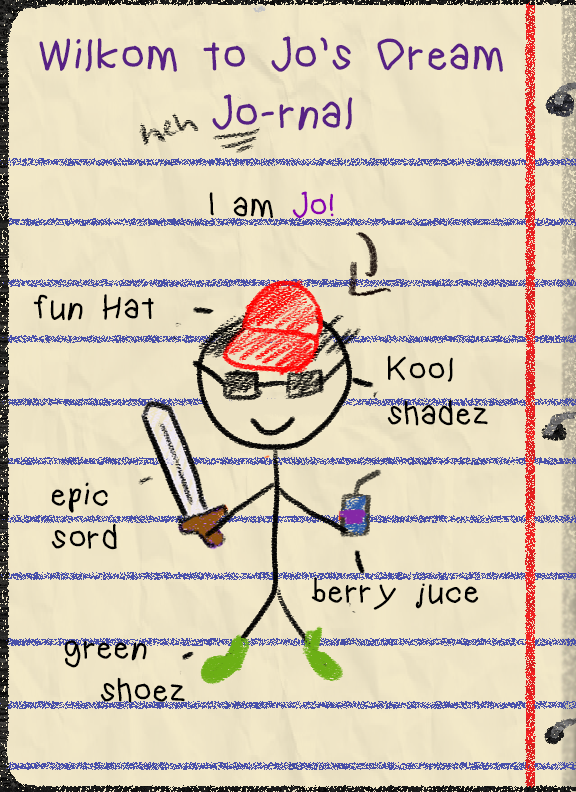 Wilkom to Jo's Dream
Jo-rnal
heh
I am Jo!
fun Hat
Kool
shadez
epic
sord
berry juce
green
shoez